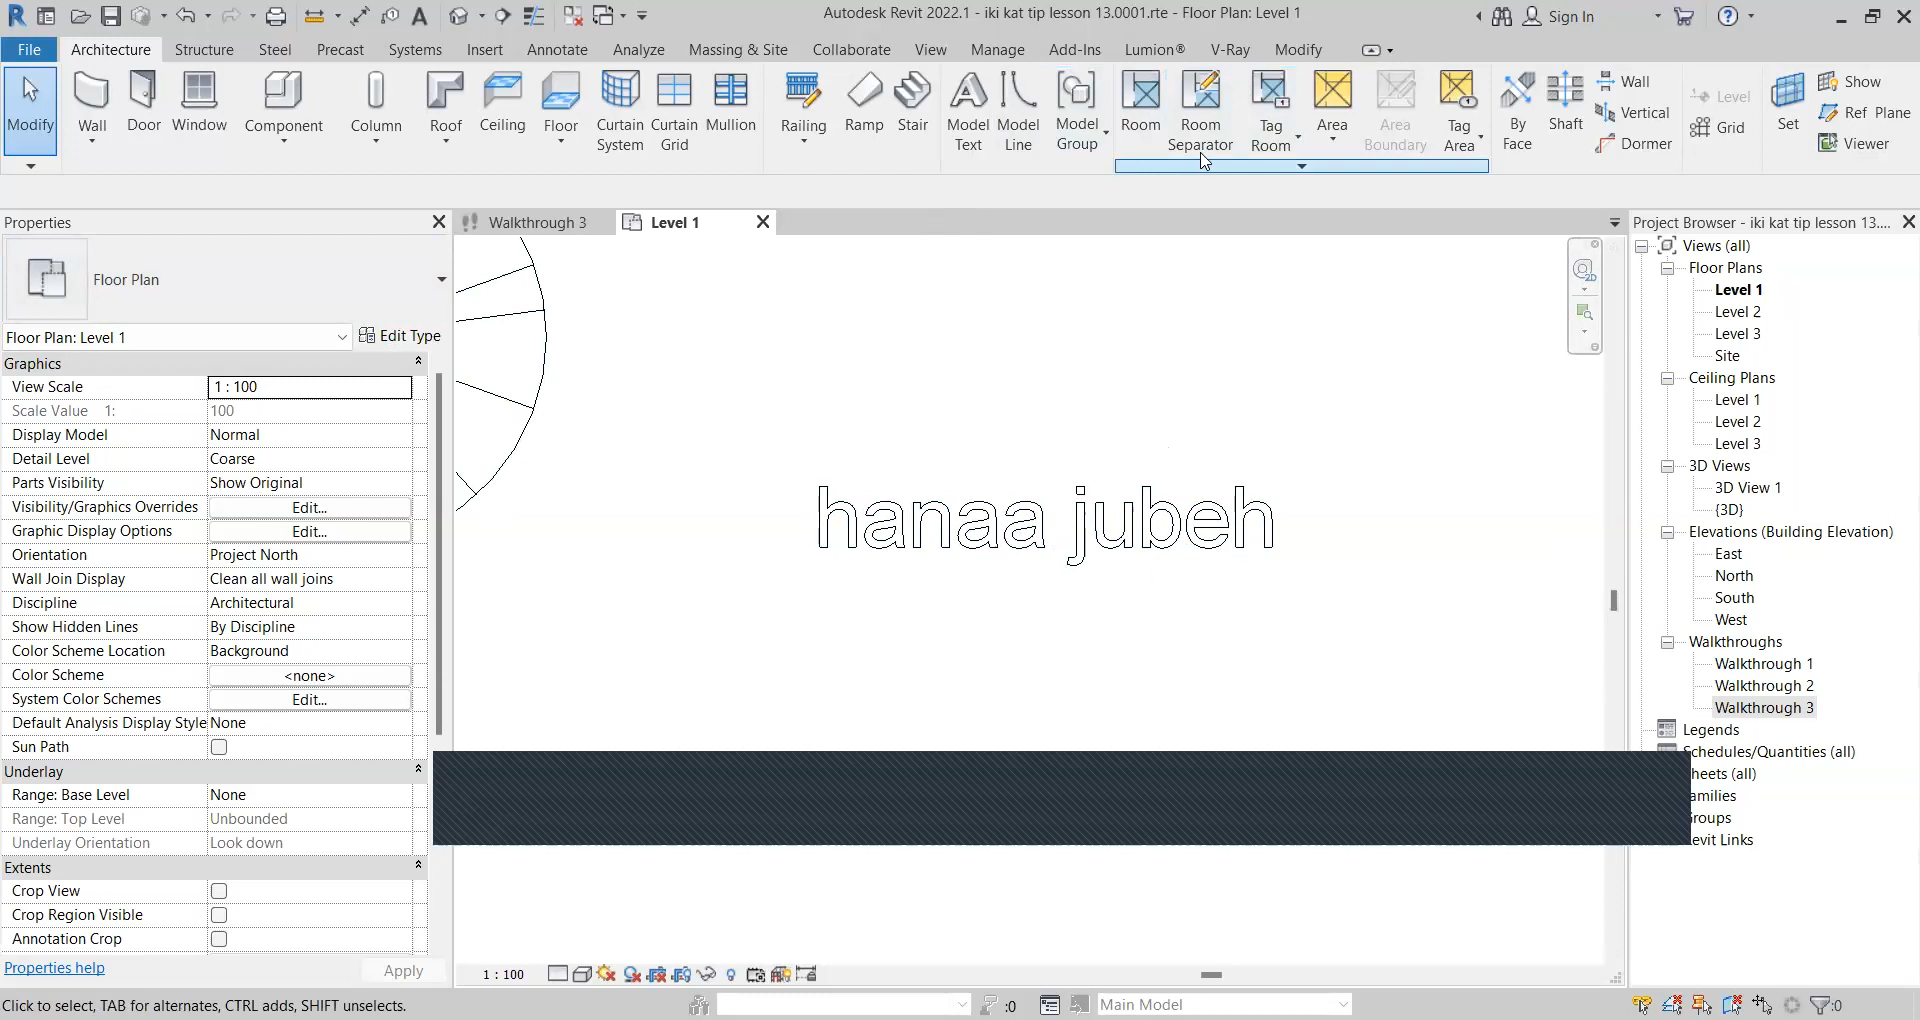 Autodesk Revit 2022.1 - iki kat tip lesson 13.0001.rte - Floor Plan: Level 1
Sign In
File Architecture Structure Steel Precast Systems Insert Annotate Analyze Massing & Site Collaborate View Manage Add-Ins Lumion® V-Ray Modify
Modify
Wall
Door
Window
Component
Column
Roof
Ceiling
Floor
Curtain System
Curtain Grid
Mullion
Railing
Ramp
Stair
Model Text
Model Line
Model Group
Room
Room Separator
Tag Room
Area
Area Boundary
Tag Area
By Face
Shaft
Wall
Vertical
Dormer
Level
Grid
Set
Show
Ref Plane
Viewer
Properties
Floor Plan
Floor Plan: Level 1
Edit Type
Graphics
View Scale 1 : 100
Scale Value 1: 100
Display Model Normal
Detail Level Coarse
Parts Visibility Show Original
Visibility/Graphics Overrides Edit...
Graphic Display Options Edit...
Orientation Project North
Wall Join Display Clean all wall joins
Discipline Architectural
Show Hidden Lines By Discipline
Color Scheme Location Background
Color Scheme <none>
System Color Schemes Edit...
Default Analysis Display Style None
Sun Path
Underlay
Range: Base Level None
Range: Top Level Unbounded
Underlay Orientation Look down
Extents
Crop View
Crop Region Visible
Annotation Crop
Properties help
Apply
Walkthrough 3
Level 1
hanaa jubeh
1 : 100
Project Browser - iki kat tip lesson 13....
Views (all)
Floor Plans
Level 1
Level 2
Level 3
Site
Ceiling Plans
Level 1
Level 2
Level 3
3D Views
3D View 1
{3D}
Elevations (Building Elevation)
East
North
South
West
Walkthroughs
Walkthrough 1
Walkthrough 2
Walkthrough 3
Legends
Schedules/Quantities (all)
heets (all)
amilies
roups
evit Links
Click to select, TAB for alternates, CTRL adds, SHIFT unselects.
:0
Main Model
:0